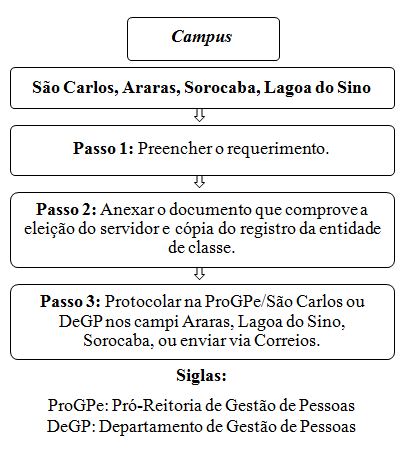 Campus
São Carlos, Araras, Sorocaba, Lagoa do Sino
Passo 1: Preencher o requerimento.
Passo 2: Anexar o documento que comprove a
eleição do servidor e cópia do registro da entidade
de classe.
Passo 3: Protocolar na ProGPe/São Carlos ou
DeGP nos campi Araras, Lagoa do Sino,
Sorocaba, ou enviar via Correios.
Siglas:
ProGPe: Pró-Reitoria de Gestão de Pessoas
DeGP: Departamento de Gestão de Pessoas